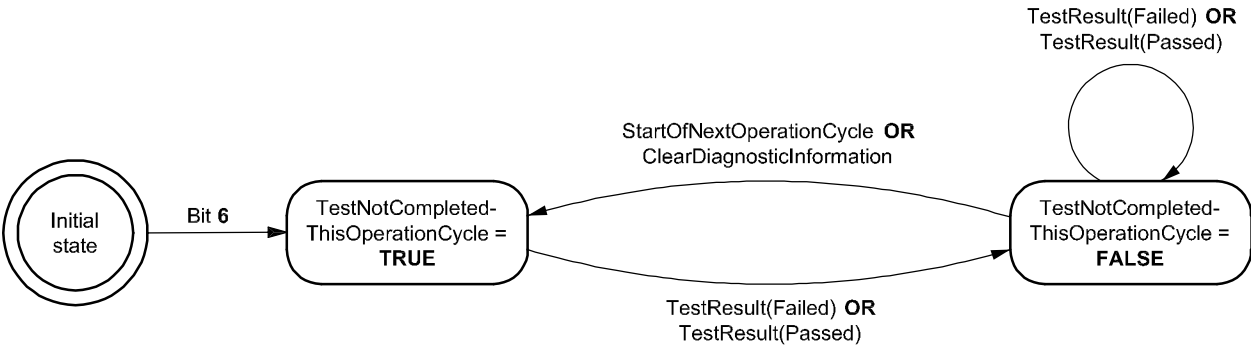 TestResult(Failed) OR
TestResult(Passed)
StartOfNextOperationCycle OR
ClearDiagnosticInformation
Initial
state
Bit 6
TestNotCompleted-
ThisOperationCycle =
TRUE
TestNotCompleted-
ThisOperationCycle =
FALSE
TestResult(Failed) OR
TestResult(Passed)